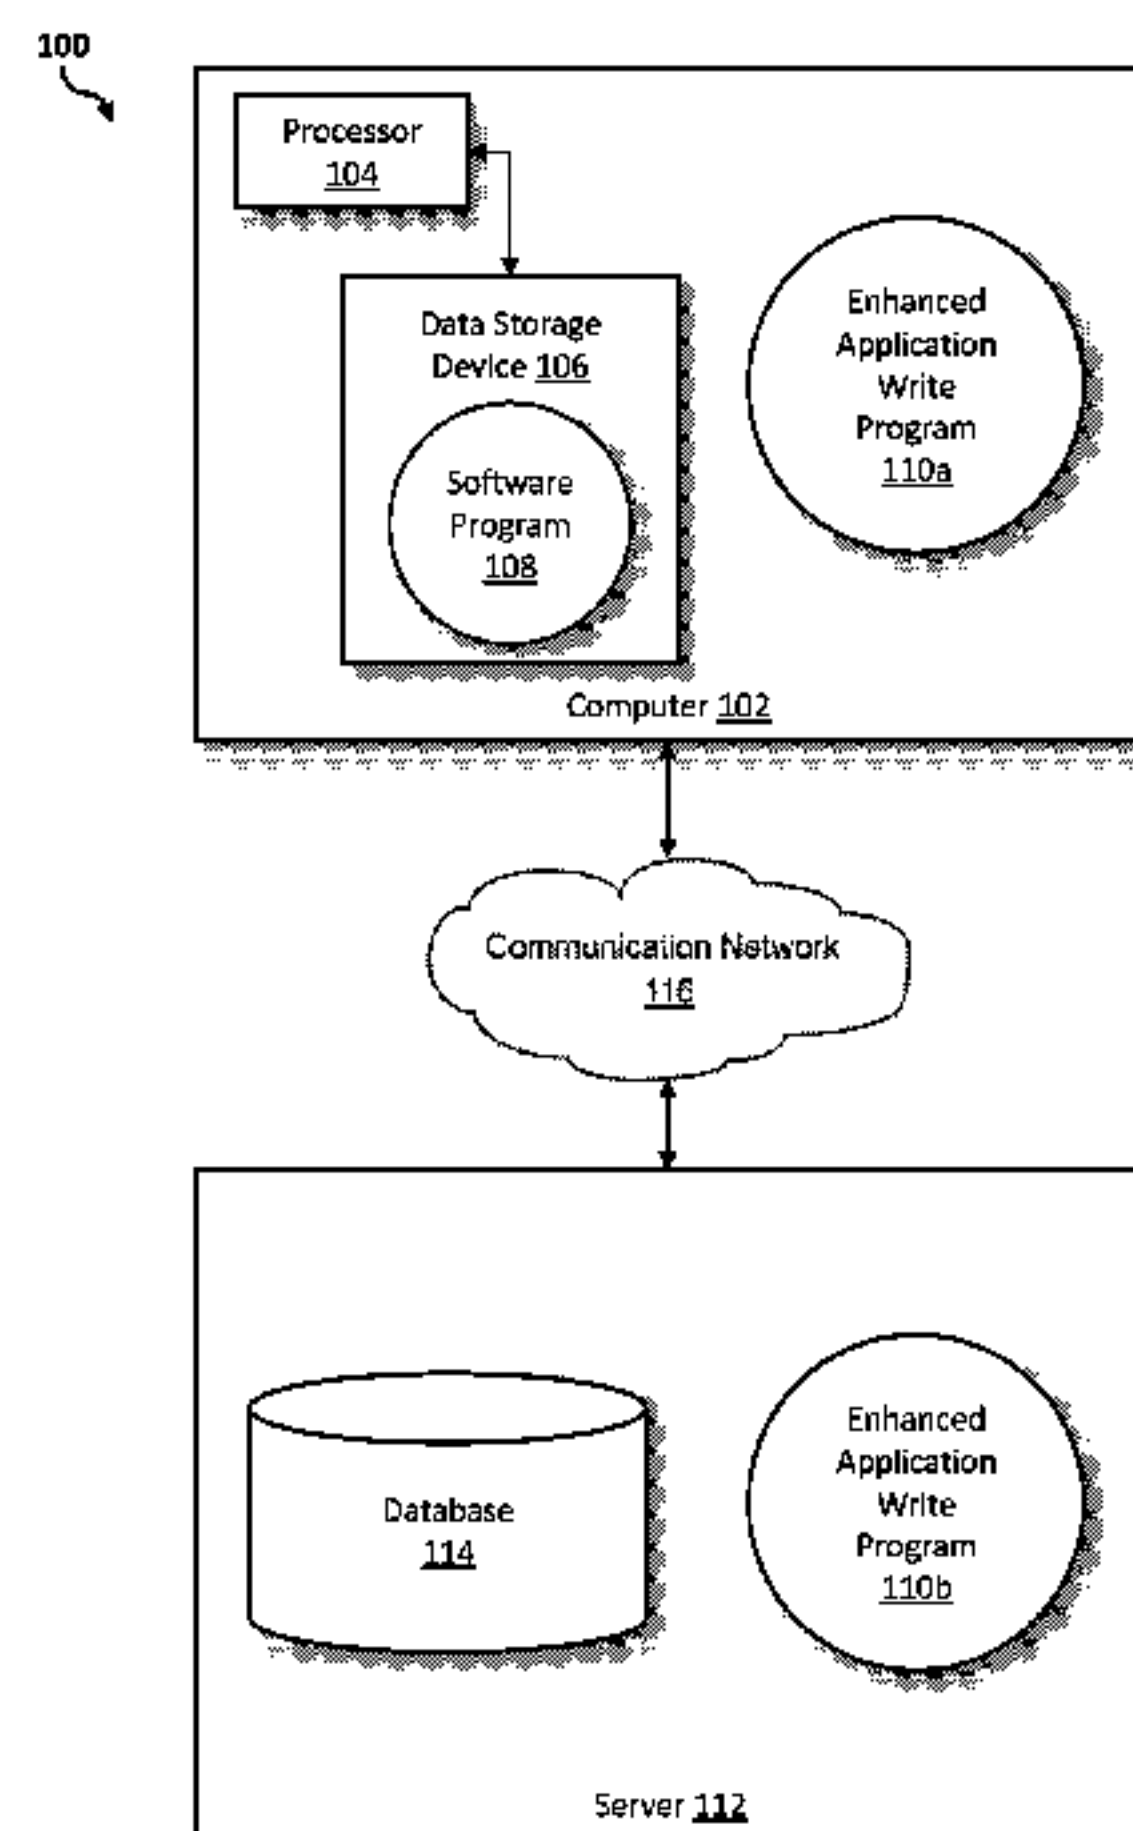 100
Processor
104
Data Storage
Device 106
Software
Program
108
Enhanced
Application
Write
Program
110a
Computer 102
Communication Network
116
Database
114
Enhanced
Application
Write
Program
110b
Server 112